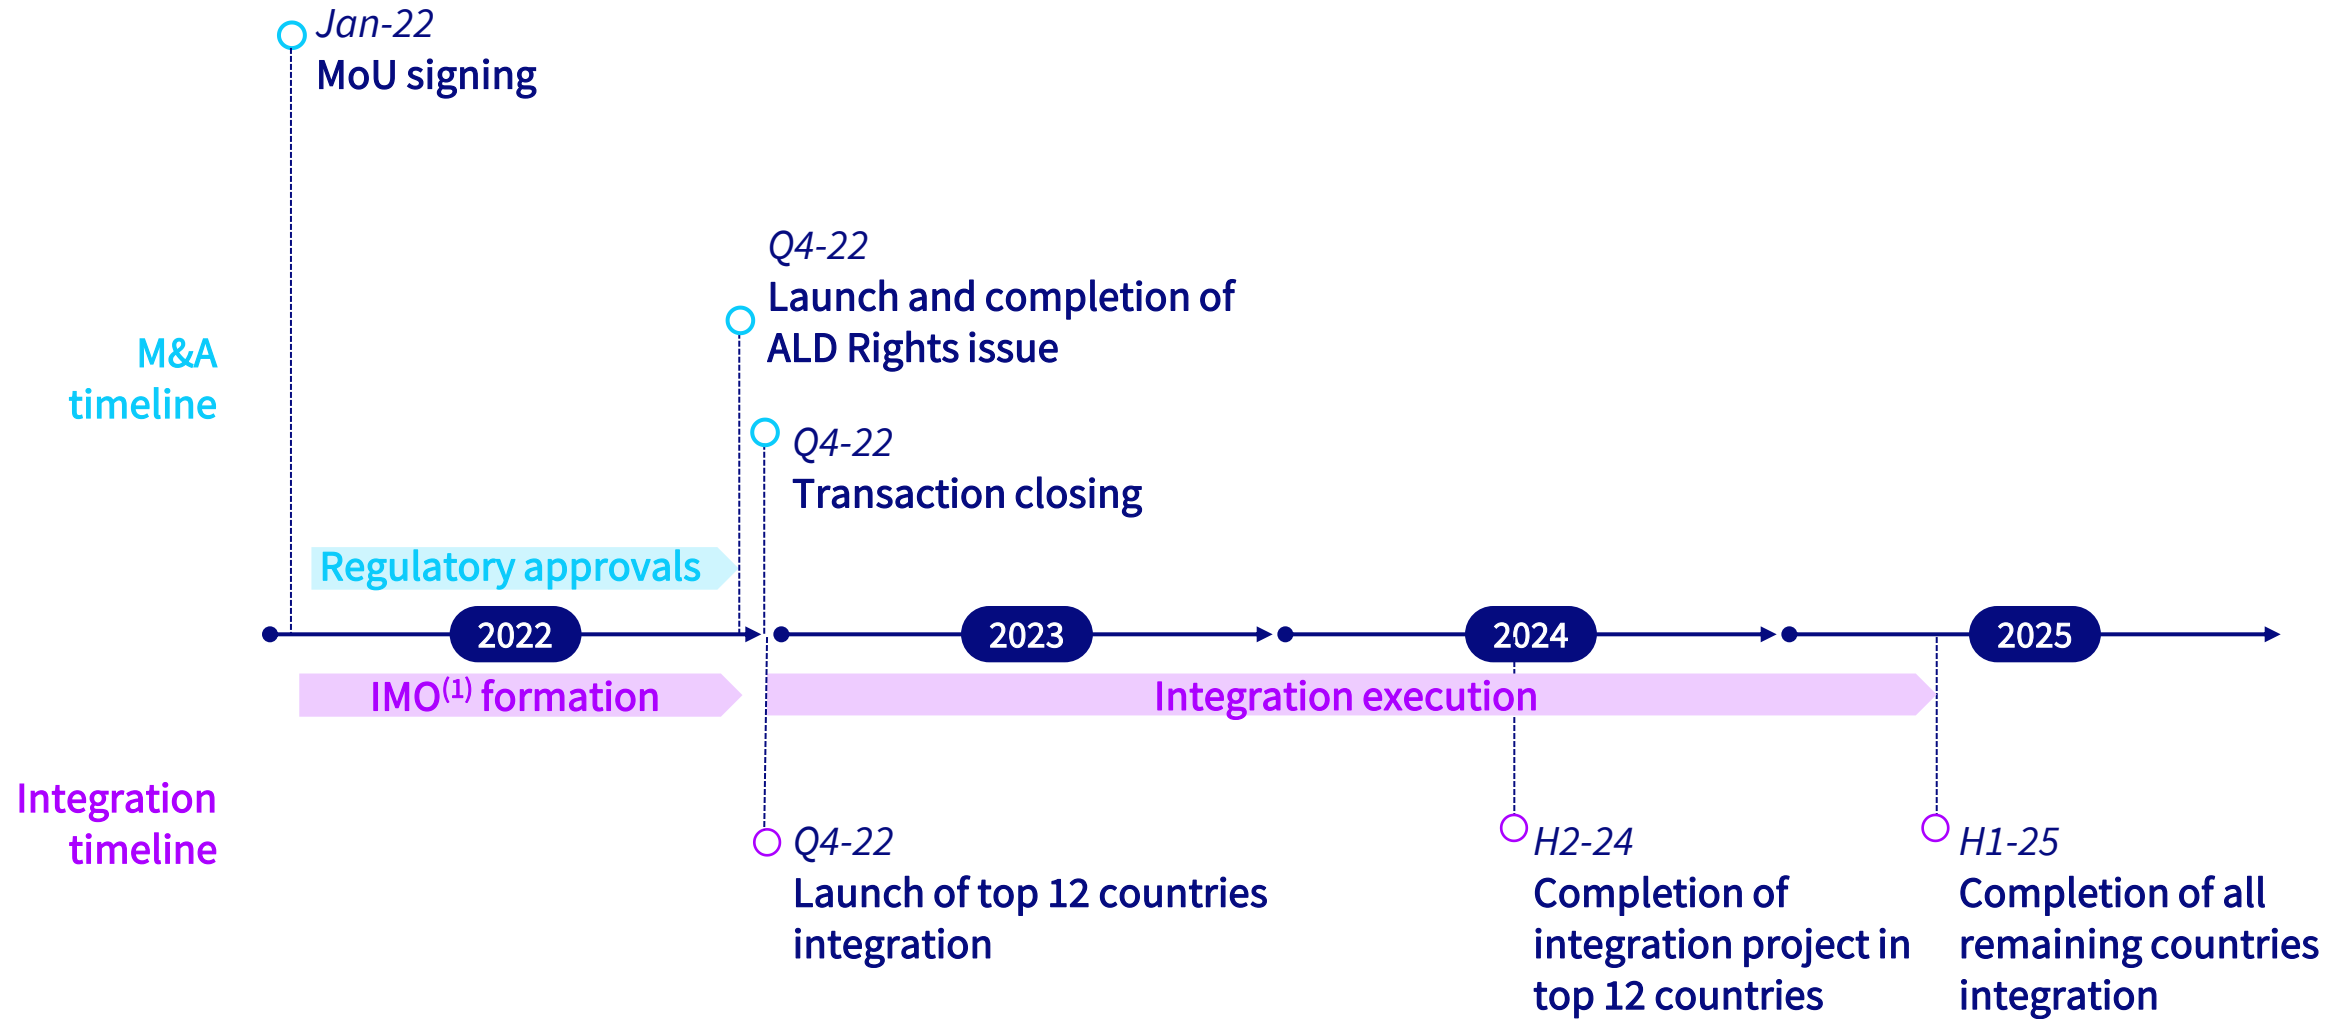 Jan-22
MoU signing
Q4-22
Launch and completion of
ALD Rights issue
M&A
timeline
Q4-22
Transaction closing
Regulatory approvals
2022
2023
2024
2025
IMO(1) formation
Integration execution
Integration
timeline
Q4-22
Launch of top 12 countries
integration
H2-24
Completion of
integration project in
top 12 countries
H1-25
Completion of all
remaining countries
integration